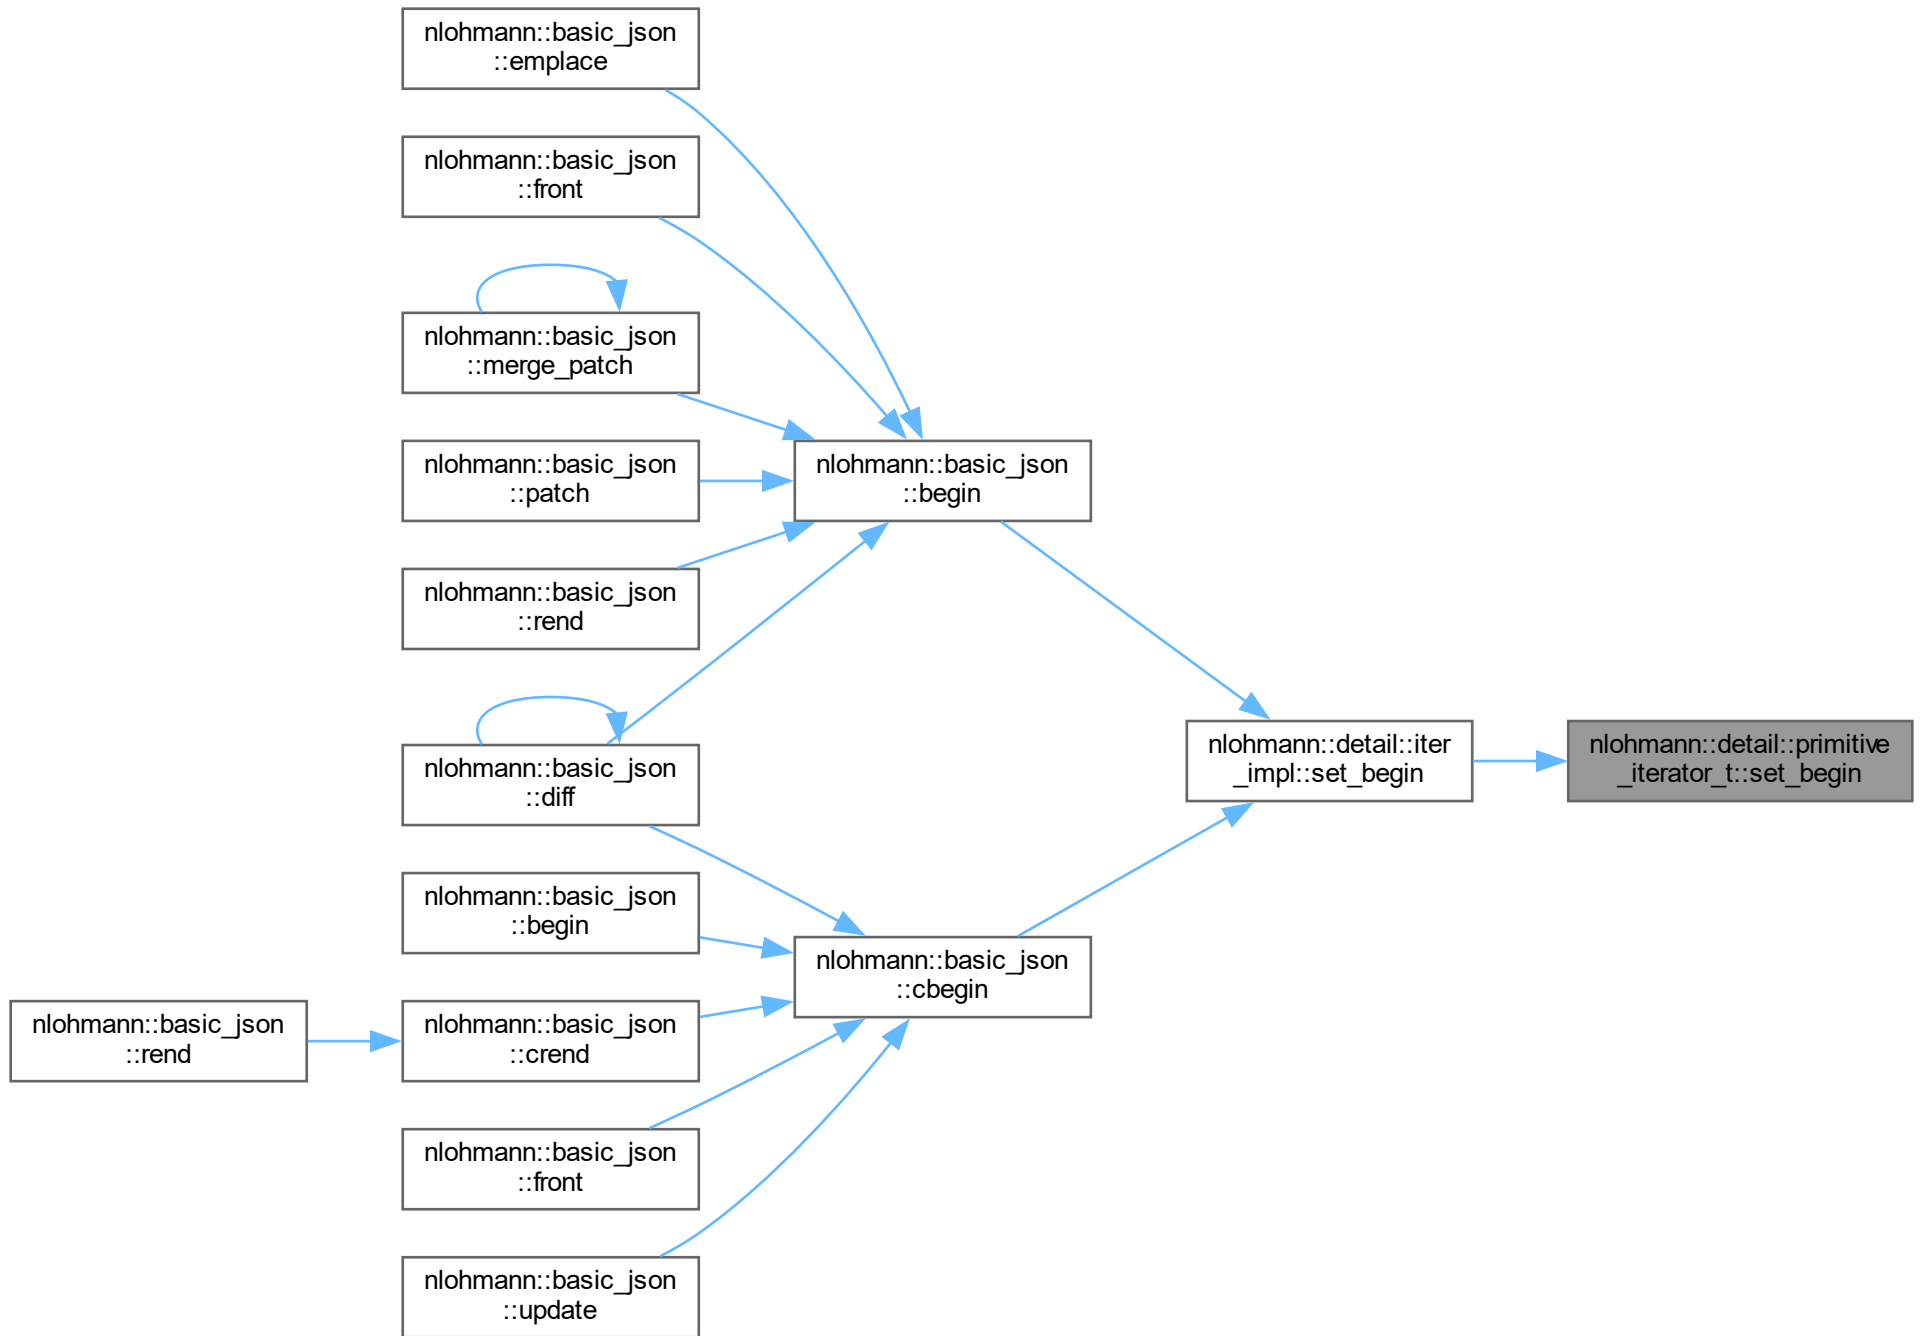 nlohmann::basic_json
::emplace
nlohmann::basic_json
::front
nlohmann::basic_json
::merge_patch
nlohmann::basic_json
::patch
nlohmann::basic_json
::begin
nlohmann::basic_json
::rend
nlohmann::basic_json
::diff
nlohmann::detail::iter
_impl::set_begin
nlohmann::detail::primitive
_iterator_t::set_begin
nlohmann::basic_json
::begin
nlohmann::basic_json
::cbegin
nlohmann::basic_json
::rend
nlohmann::basic_json
::crend
nlohmann::basic_json
::front
nlohmann::basic_json
::update